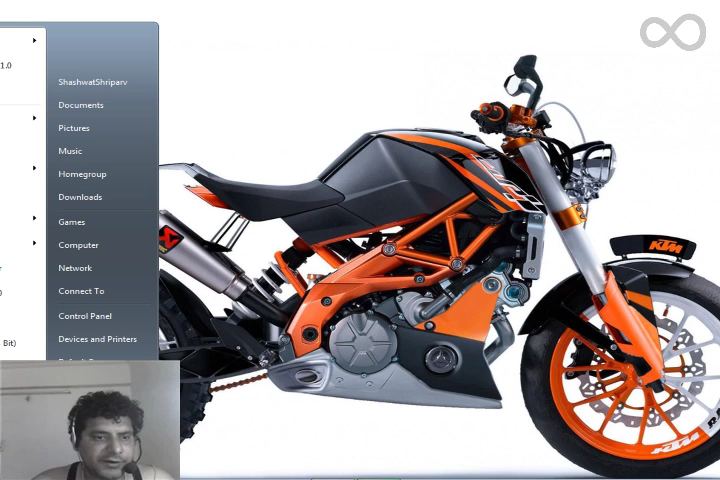 1.0
ShashwatShriparv
Documents
Pictures
Music
Homegroup
Downloads
Games
Computer
Network
Connect To
Control Panel
Devices and Printers
Bit)
KTM
KTM